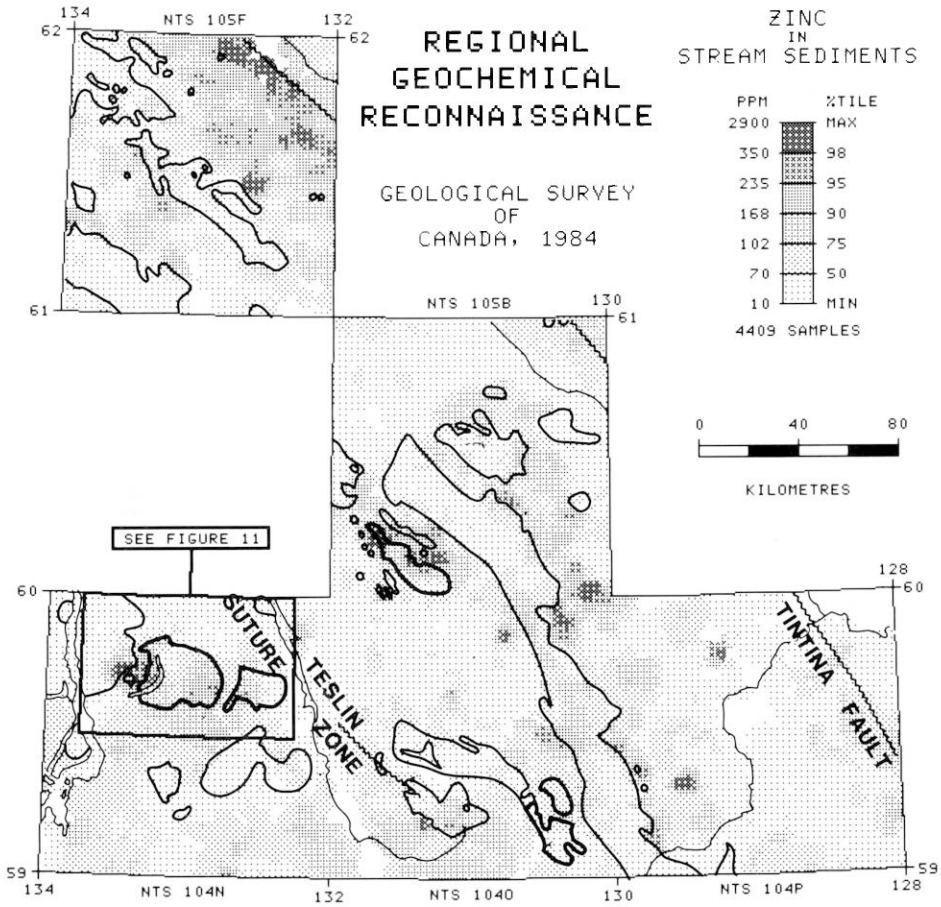 134
NTS 105F
132
62
62
REGIONAL
GEOCHEMICAL
RECONNAISSANCE
GEOLOGICAL SURVEY
OF
CANADA, 1984
ZINC
IN
STREAM SEDIMENTS
PPM %TILE
2900 MAX
350 98
235 95
168 90
102 75
70 50
10 MIN
4409 SAMPLES
61
NTS 105B
130
61
0 40 80
KILOMETRES
SEE FIGURE 11
60
128
60
SUTURE
TESLIN
ZONE
TINTINA FAULT
59
59
134
NTS 104N
132
NTS 104O
130
NTS 104P
128